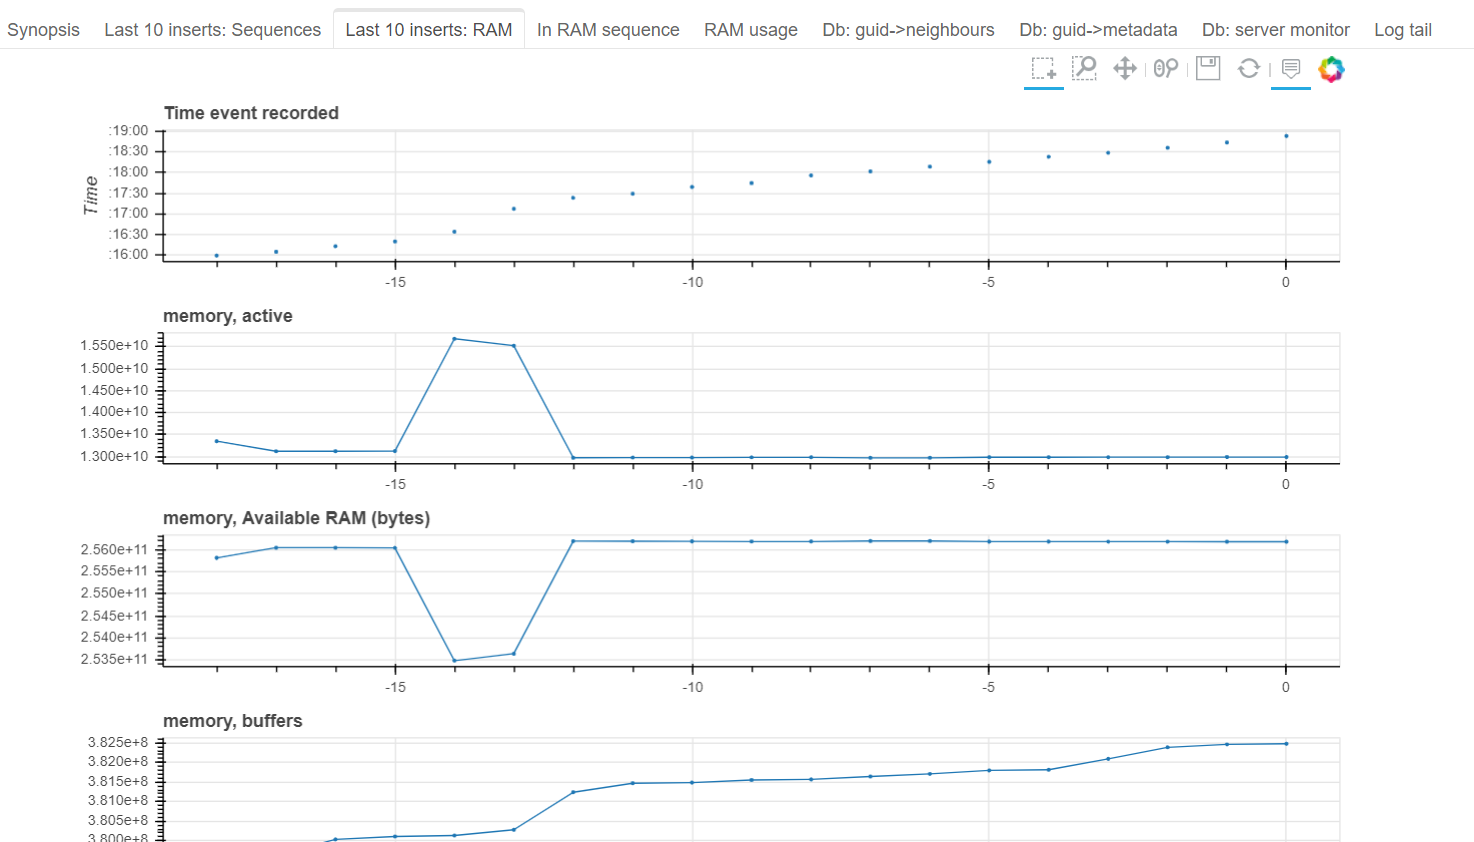 Synopsis Last 10 inserts: Sequences Last 10 inserts: RAM In RAM sequence RAM usage Db: guid->neighbours Db: guid->metadata Db: server monitor Log tail
Time event recorded
Time
:19:00
:18:30
:18:00
:17:30
:17:00
:16:30
:16:00
-15 -10 -5 0
memory, active
1.550e+10
1.500e+10
1.450e+10
1.400e+10
1.350e+10
1.300e+10
-15 -10 -5 0
memory, Available RAM (bytes)
2.560e+11
2.555e+11
2.550e+11
2.545e+11
2.540e+11
2.535e+11
-15 -10 -5 0
memory, buffers
3.825e+8
3.820e+8
3.815e+8
3.810e+8
3.805e+8
3.800e+8